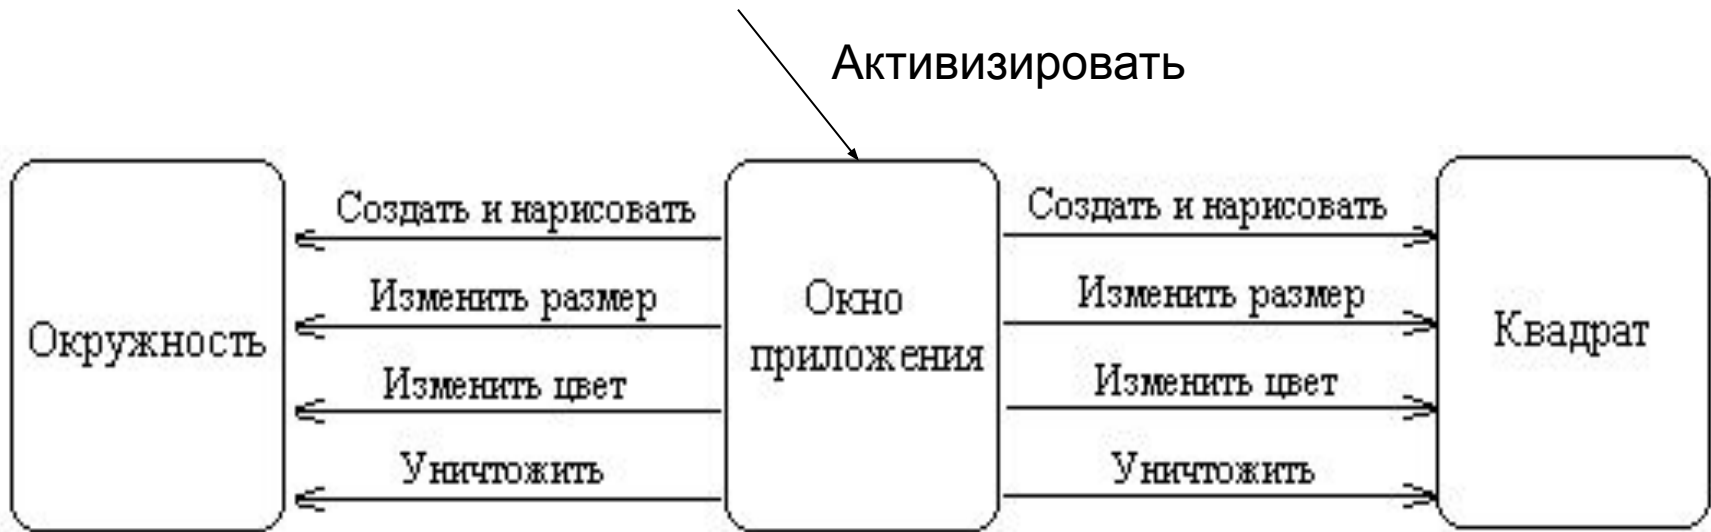 Активизировать
Создать и нарисовать
Изменить размер
Изменить цвет
Уничтожить
Окружность
Окно
приложения
Создать и нарисовать
Изменить размер
Изменить цвет
Уничтожить
Квадрат